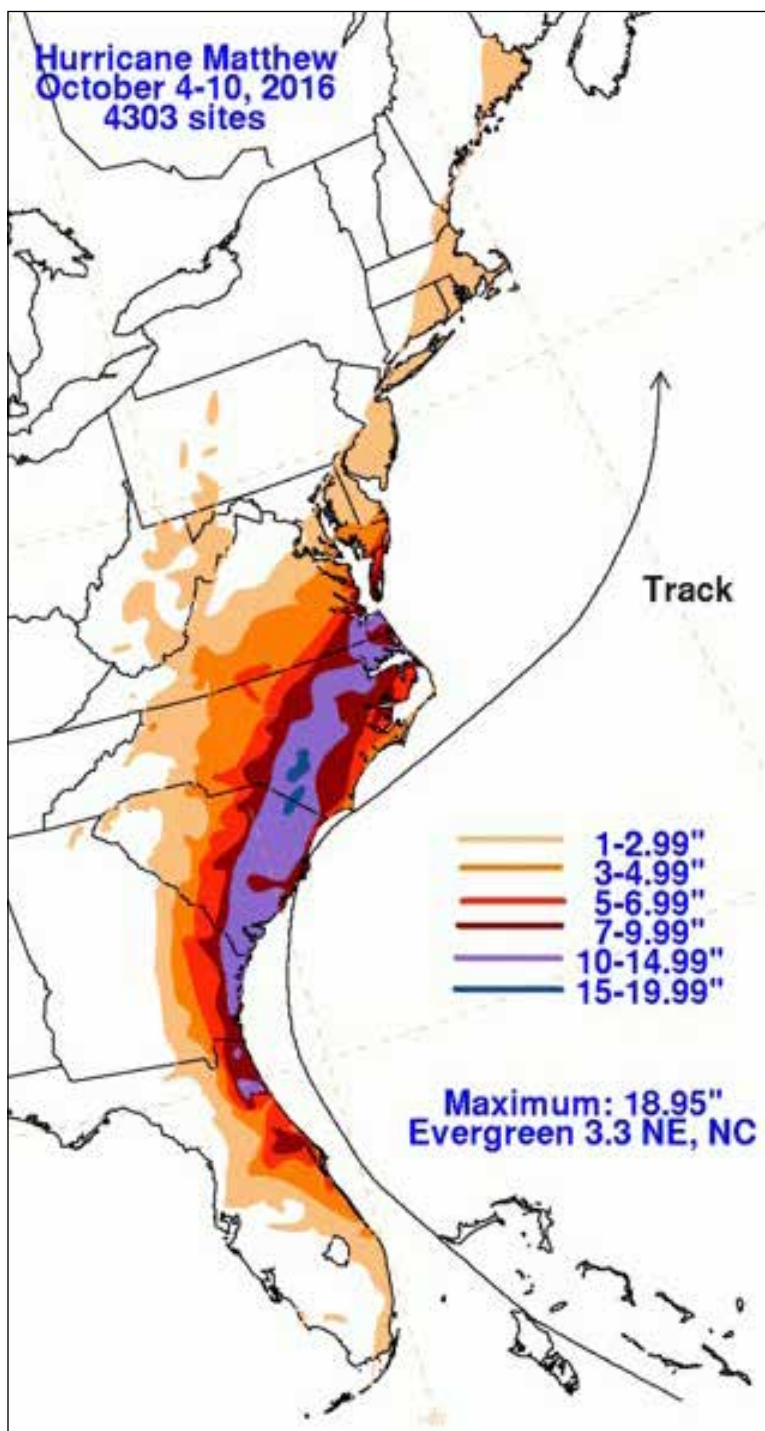 Hurricane Matthew
October 4-10, 2016
4303 sites
Track
1-2.99"
3-4.99"
5-6.99"
7-9.99"
10-14.99"
15-19.99"
Maximum: 18.95"
Evergreen 3.3 NE, NC